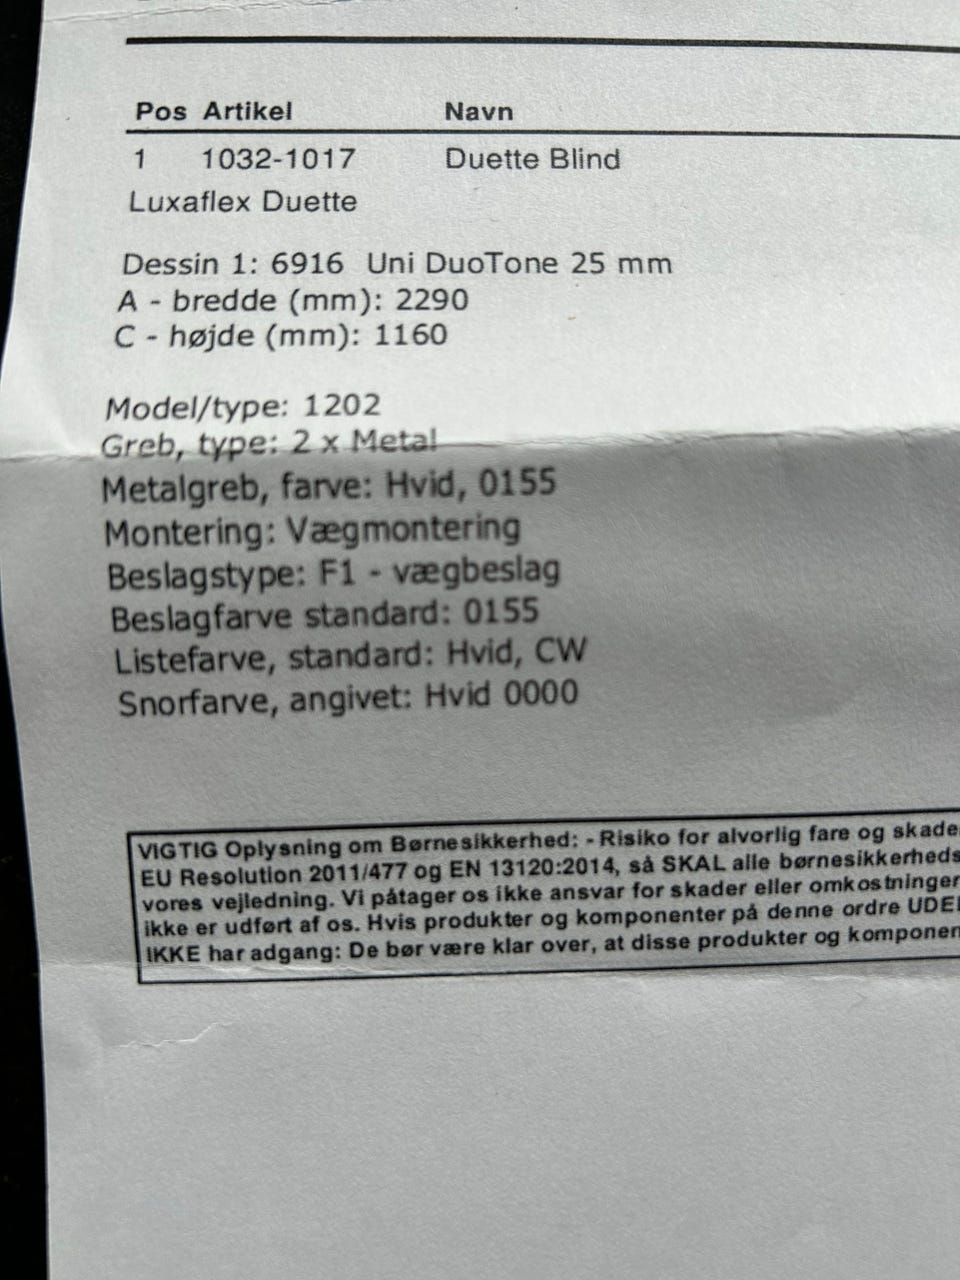 Pos Artikel Navn
1 1032-1017 Duette Blind
Luxaflex Duette
Dessin 1: 6916 Uni DuoTone 25 mm
A - bredde (mm): 2290
C - højde (mm): 1160
Model/type: 1202
Greb, type: 2 x Metal
Metalgreb, farve: Hvid, 0155
Montering: Vægmontering
Beslagstype: F1 - vægbeslag
Beslagfarve standard: 0155
Listefarve, standard: Hvid, CW
Snorfarve, angivet: Hvid 0000
VIGTIG Oplysning om Børnesikkerhed: - Risiko for alvorlig fare og skade
EU Resolution 2011/477 og EN 13120:2014, så SKAL alle børnesikkerheds
vores vejledning. Vi påtager os ikke ansvar for skader eller omkostninger
ikke er udført af os. Hvis produkter og komponenter på denne ordre UDE
IKKE har adgang: De bør være klar over, at disse produkter og komponen